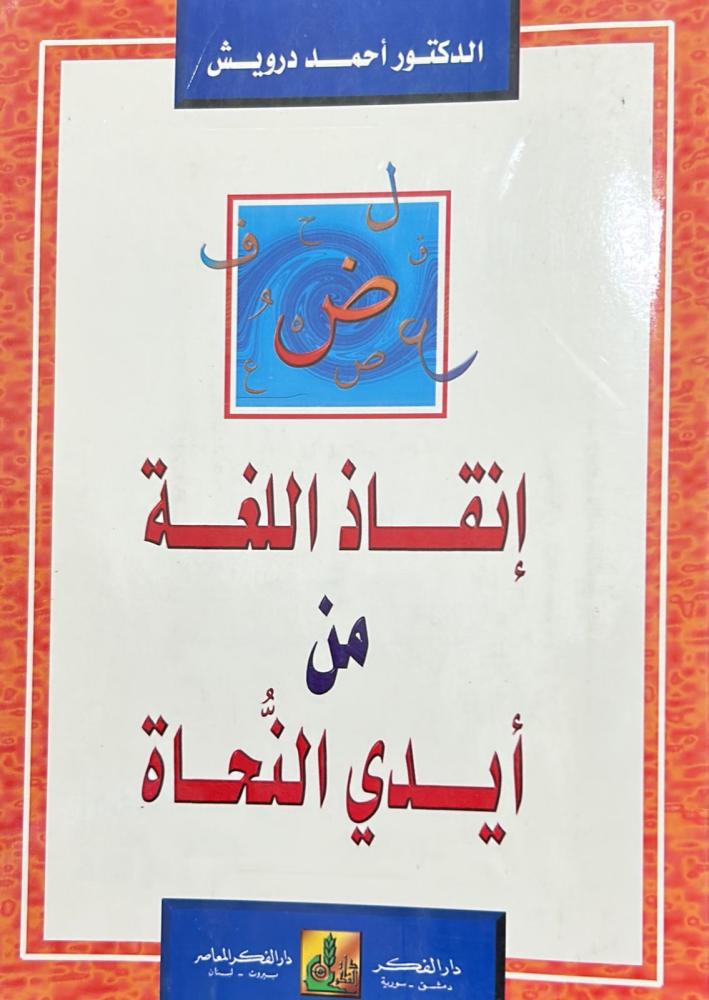 الدكتور أحمد درويش
ل
ف
ح
ق
ض
و
ه
ع
ص
ع
إنقاذ اللغة
من
أيدي النُّحاة
دار الفكر
دمشق - سورية
دار الفكر المعاصر
بيروت - لبنان